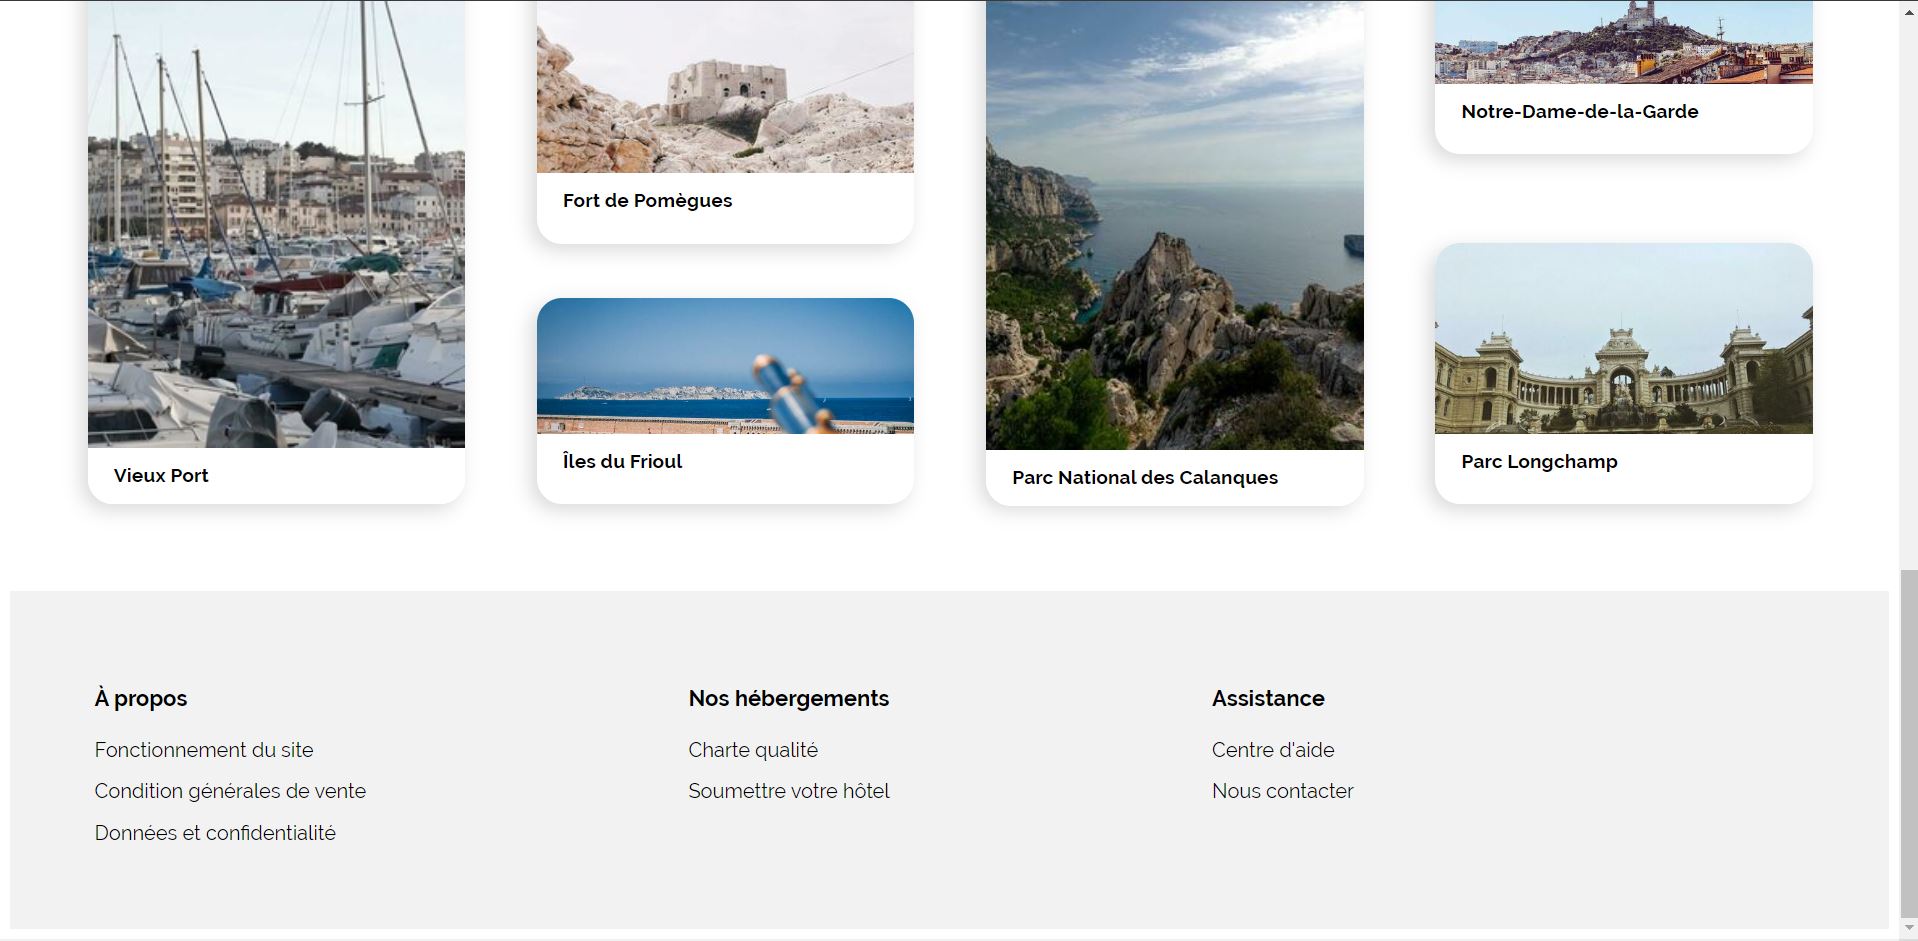 Notre-Dame-de-la-Garde
Fort de Pomègues
Îles du Frioul
Parc Longchamp
Vieux Port
Parc National des Calanques
À propos
Fonctionnement du site
Condition générales de vente
Données et confidentialité
Nos hébergements
Charte qualité
Soumettre votre hôtel
Assistance
Centre d'aide
Nous contacter